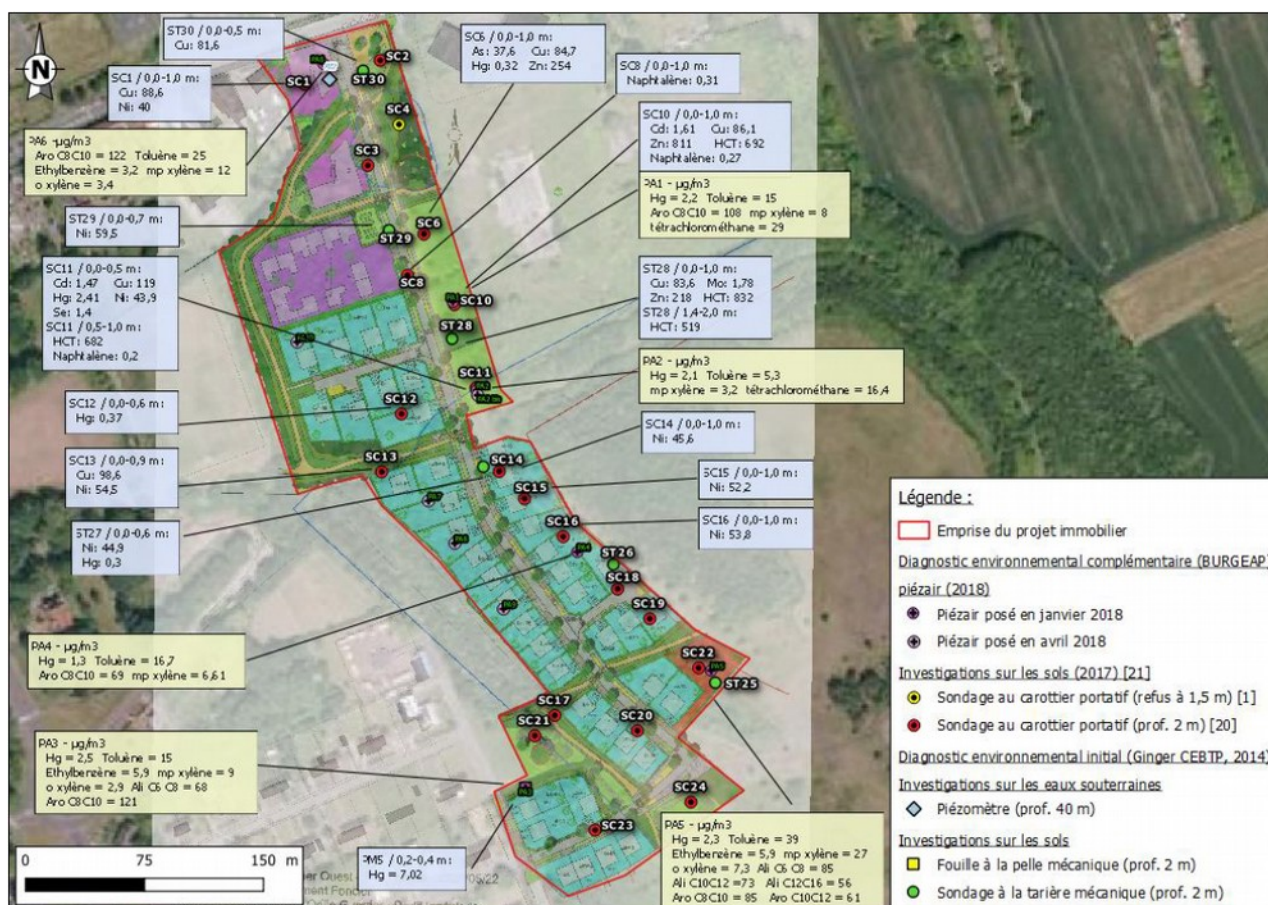 N
ST30 / 0,0-0,5 m:
Cu: 81,6
SC1 / 0,0-1,0 m:
Cu: 88,6
Ni: 40
PA6 -µg/m3
Aro C8C10 = 122 Toluène = 25
Ethylbenzène = 3,2 mp xylène = 12
o xylène = 3,4
ST29 / 0,0-0,7 m:
Ni: 59,5
SC11 / 0,0-0,5 m:
Cd: 1,47 Cu: 119
Hg: 2,41 Ni: 43,9
Se: 1,4
SC11 / 0,5-1,0 m:
HCT: 682
Naphtalène: 0,2
SC12 / 0,0-0,6 m:
Hg: 0,37
SC13 / 0,0-0,9 m:
Cu: 98,6
Ni: 54,5
ST27 / 0,0-0,6 m:
Ni: 44,9
Hg: 0,3
PA4 - µg/m3
Hg = 1,3 Toluène = 16,7
Aro C8C10 = 69 mp xylène = 6,61
PA3 - µg/m3
Hg = 2,5 Toluène = 15
Ethylbenzène = 5,9 mp xylène = 9
o xylène = 2,9 Ali C6 C8 = 68
Aro C8C10 = 121
PM5 / 0,2-0,4 m:
Hg = 7,02
SC6 / 0,0-1,0 m:
As: 37,6 Cu: 84,7
Hg: 0,32 Zn: 254
SC8 / 0,0-1,0 m:
Naphtalène: 0,31
SC10 / 0,0-1,0 m:
Cd: 1,61 Cu: 86,1
Zn: 811 HCT: 692
Naphtalène: 0,27
PA1 - µg/m3
Hg = 2,2 Toluène = 15
Aro C8C10 = 108 mp xylène = 8
tétrachlorométhane = 29
ST28 / 0,0-1,0 m:
Cu: 83,6 Mo: 1,78
Zn: 218 HCT: 832
ST28 / 1,4-2,0 m:
HCT: 519
PA2 - µg/m3
Hg = 2,1 Toluène = 5,3
mp xylène = 3,2 tétrachlorométhane = 16,4
SC14 / 0,0-1,0 m:
Ni: 45,6
SC15 / 0,0-1,0 m:
Ni: 52,2
SC16 / 0,0-1,0 m:
Ni: 53,8
PA5 - µg/m3
Hg = 2,3 Toluène = 39
Ethylbenzène = 5,9 mp xylène = 27
o xylène = 7,3 Ali C6 C8 = 85
Ali C10C12 =73 Ali C12C16 = 56
Aro C8C10 = 85 Aro C10C12 = 61
SC2
SC1
ST30
SC4
SC3
SC6
ST29
SC8
SC10
ST28
SC11
PA2
SC12
SC13
SC14
SC15
PA7
SC16
PA4
ST26
SC18
SC19
SC22
PA5
ST25
SC17
SC21
SC20
SC24
SC23
0 75 150 m
Légende :
Emprise du projet immobilier
Diagnostic environnemental complémentaire (BURGEAP)
piézair (2018)
Piézair posé en janvier 2018
Piézair posé en avril 2018
Investigations sur les sols (2017) [21]
Sondage au carottier portatif (refus à 1,5 m) [1]
Sondage au carottier portatif (prof. 2 m) [20]
Diagnostic environnemental initial (Ginger CEBTP, 2014)
Investigations sur les eaux souterraines
Piézomètre (prof. 40 m)
Investigations sur les sols
Fouille à la pelle mécanique (prof. 2 m)
Sondage à la tarière mécanique (prof. 2 m)